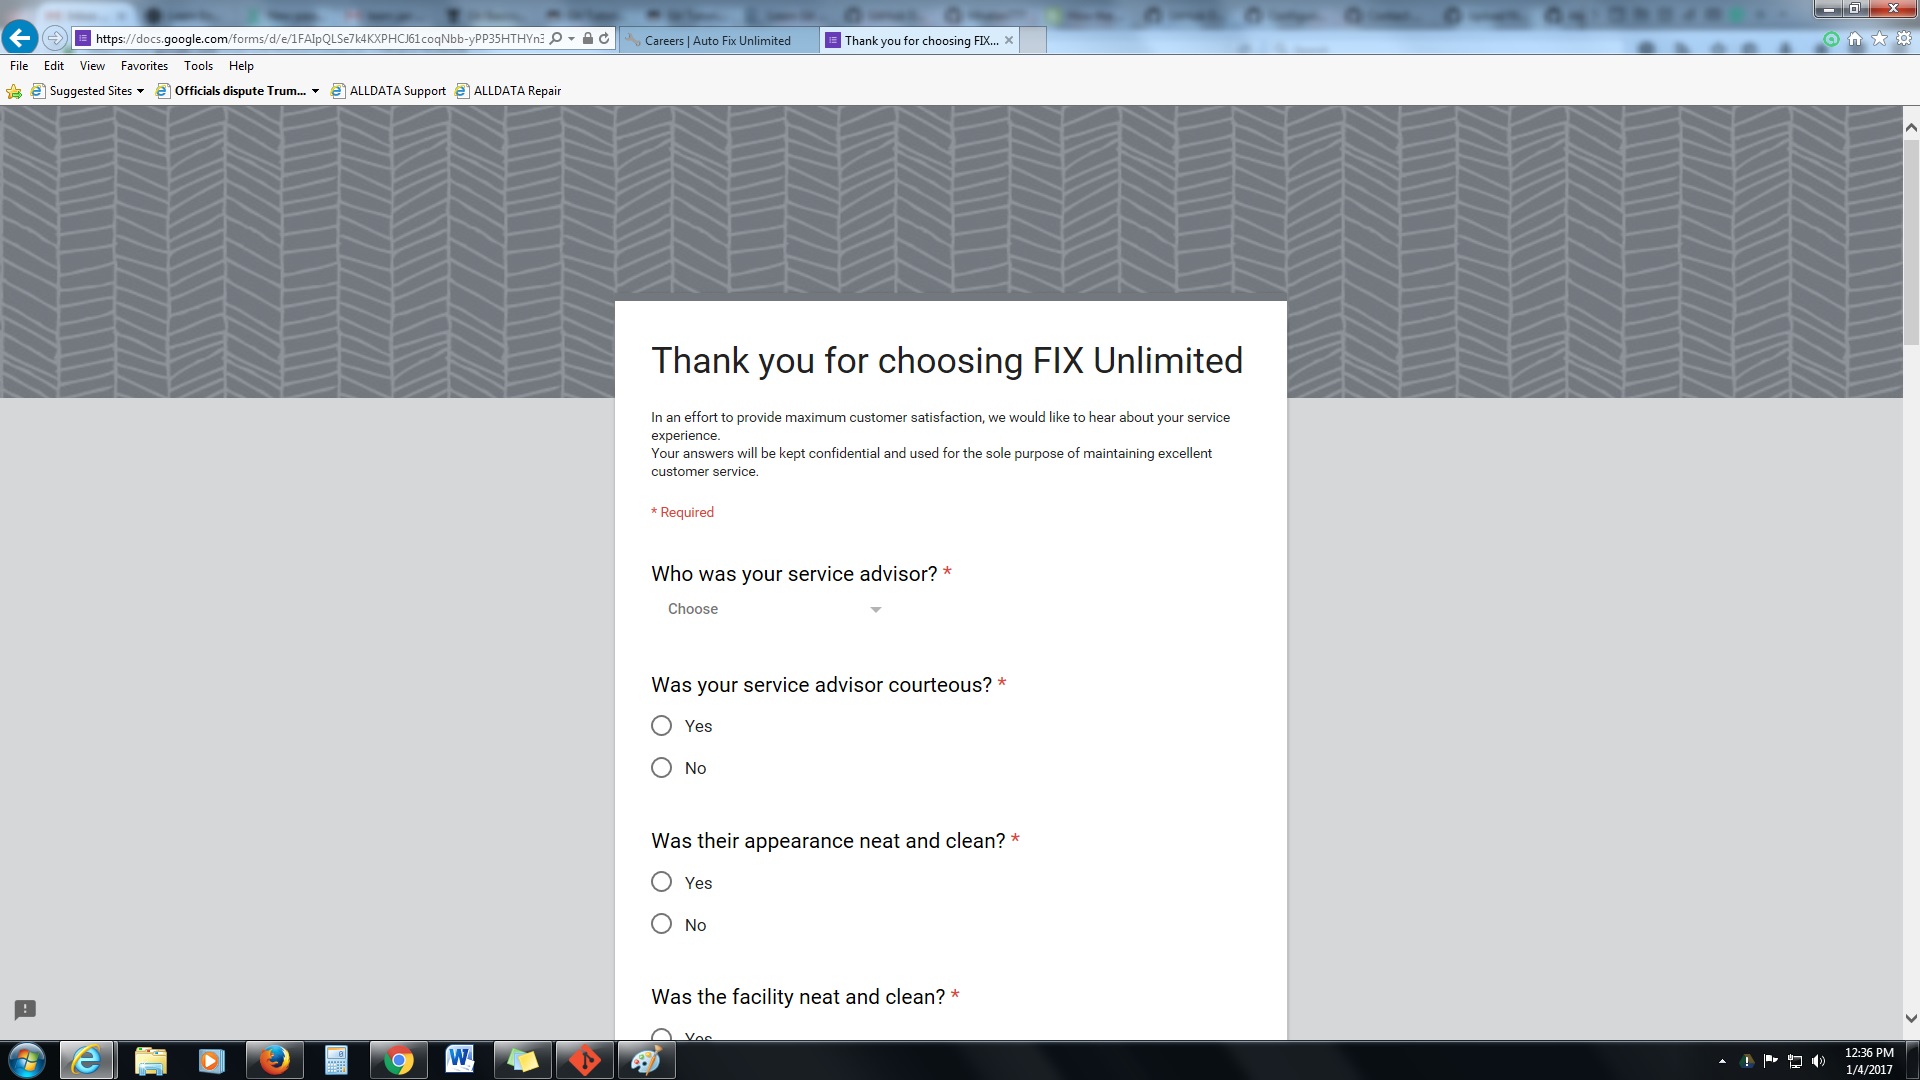 https://docs.google.com/forms/d/e/1FAIpQLSe7k4KXPHCJ61coqNbb-yPP35HTHYn3
Careers | Auto Fix Unlimited
Thank you for choosing FIX...
File Edit View Favorites Tools Help
Suggested Sites Officials dispute Trum... ALLDATA Support ALLDATA Repair
Thank you for choosing FIX Unlimited
In an effort to provide maximum customer satisfaction, we would like to hear about your service
experience.
Your answers will be kept confidential and used for the sole purpose of maintaining excellent
customer service.
* Required
Who was your service advisor? *
Choose
Was your service advisor courteous? *
Yes
No
Was their appearance neat and clean? *
Yes
No
Was the facility neat and clean? *
Yes
12:36 PM
1/4/2017